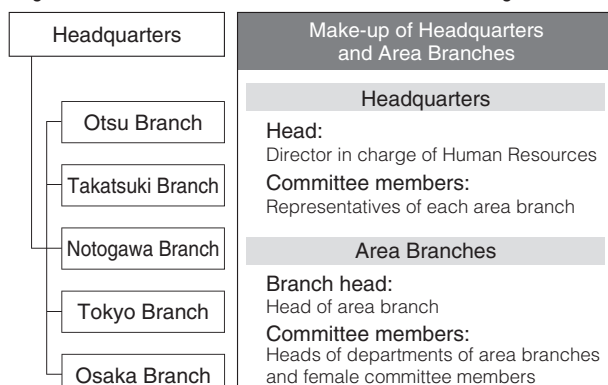 Headquarters
Otsu Branch
Takatsuki Branch
Notogawa Branch
Tokyo Branch
Osaka Branch
Make-up of Headquarters
and Area Branches
Headquarters
Head:
Director in charge of Human Resources
Committee members:
Representatives of each area branch
Area Branches
Branch head:
Head of area branch
Committee members:
Heads of departments of area branches
and female committee members